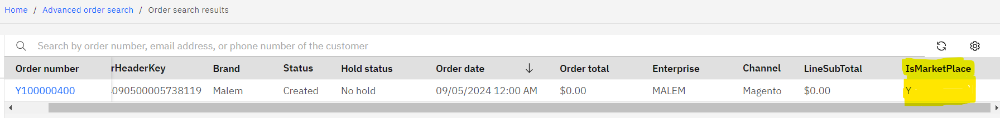 Home / Advanced order search / Order search results
Search by order number, email address, or phone number of the customer
Order number rHeaderKey Brand Status Hold status Order date Order total Enterprise Channel LineSubTotal IsMarketPlace
Y100000400 090500005738119 Malem Created No hold 09/05/2024 12:00 AM $0.00 MALEM Magento $0.00 Y